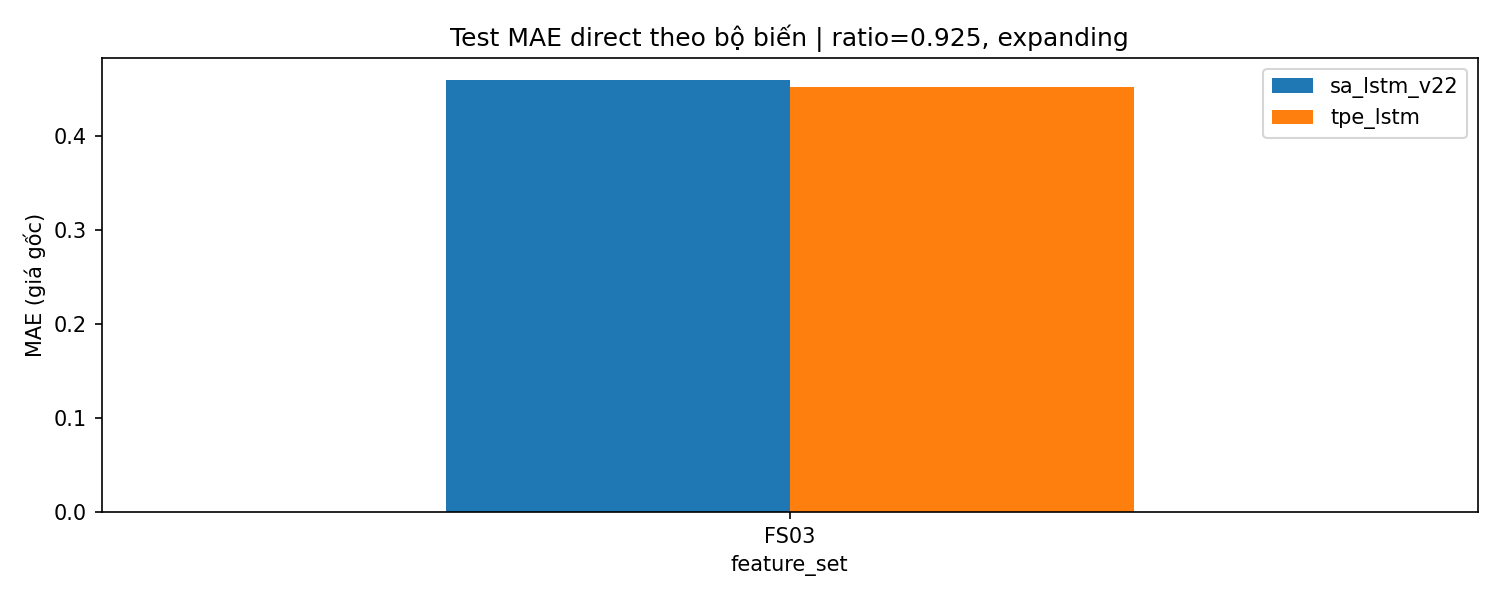 Test MAE direct theo bộ biến | ratio=0.925, expanding
sa_lstm_v22
tpe_lstm
MAE (giá gốc)
0.4
0.3
0.2
0.1
0.0
FS03
feature_set